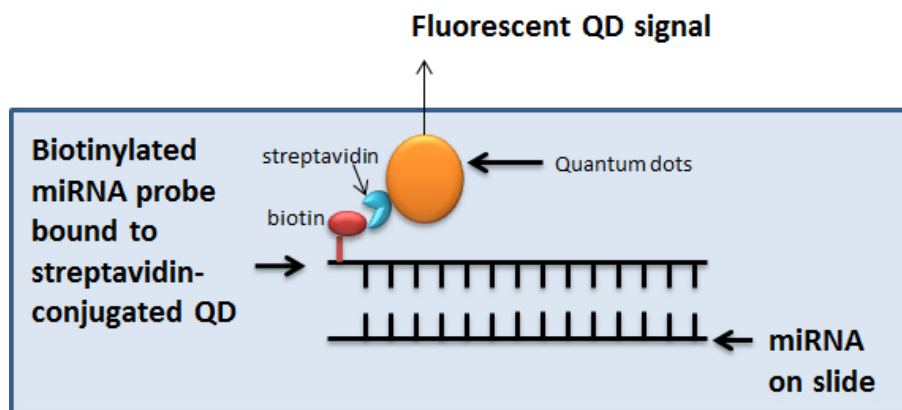 Fluorescent QD signal
Biotinylated
miRNA probe
bound to
streptavidin-
conjugated QD
streptavidin
biotin
Quantum dots
miRNA
on slide